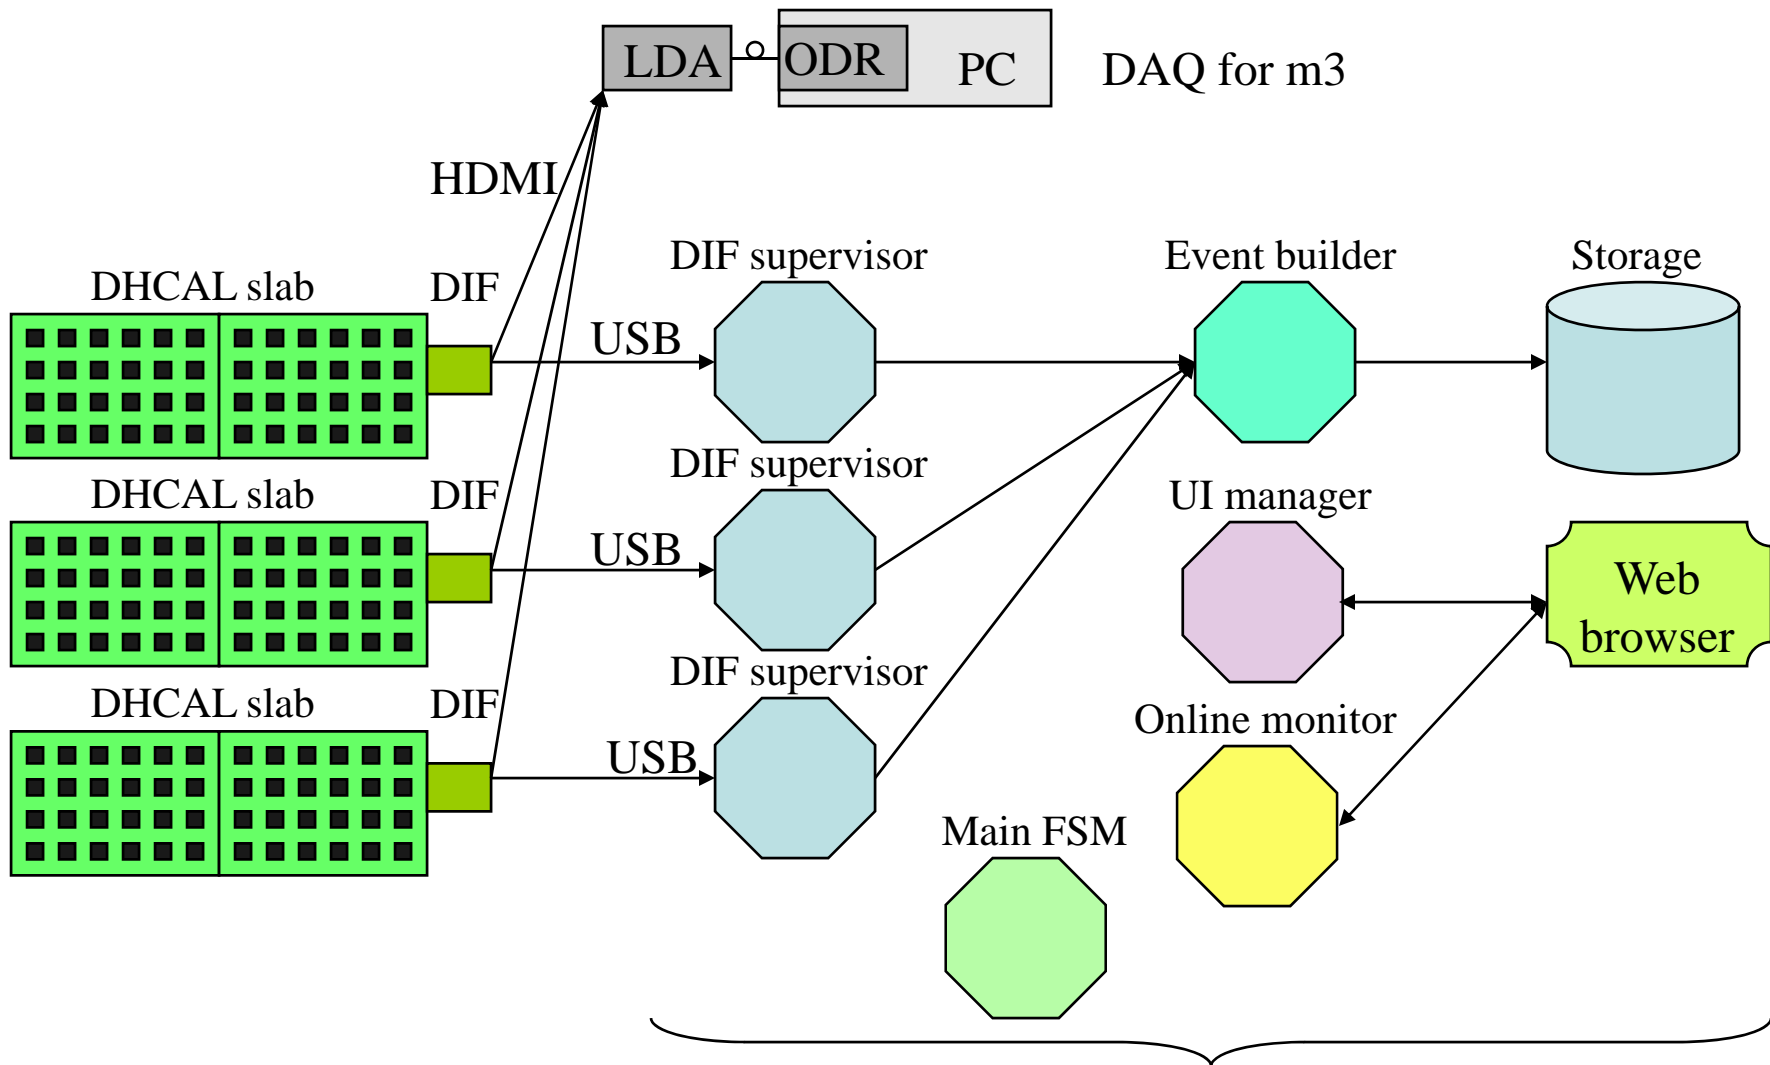 LDA
ODR
PC
DAQ for m3
HDMI
DIF supervisor
Event builder
Storage
DHCAL slab
DIF
USB
DIF supervisor
DHCAL slab
DIF
UI manager
USB
Web
browser
DIF supervisor
DHCAL slab
DIF
Online monitor
USB
Main FSM